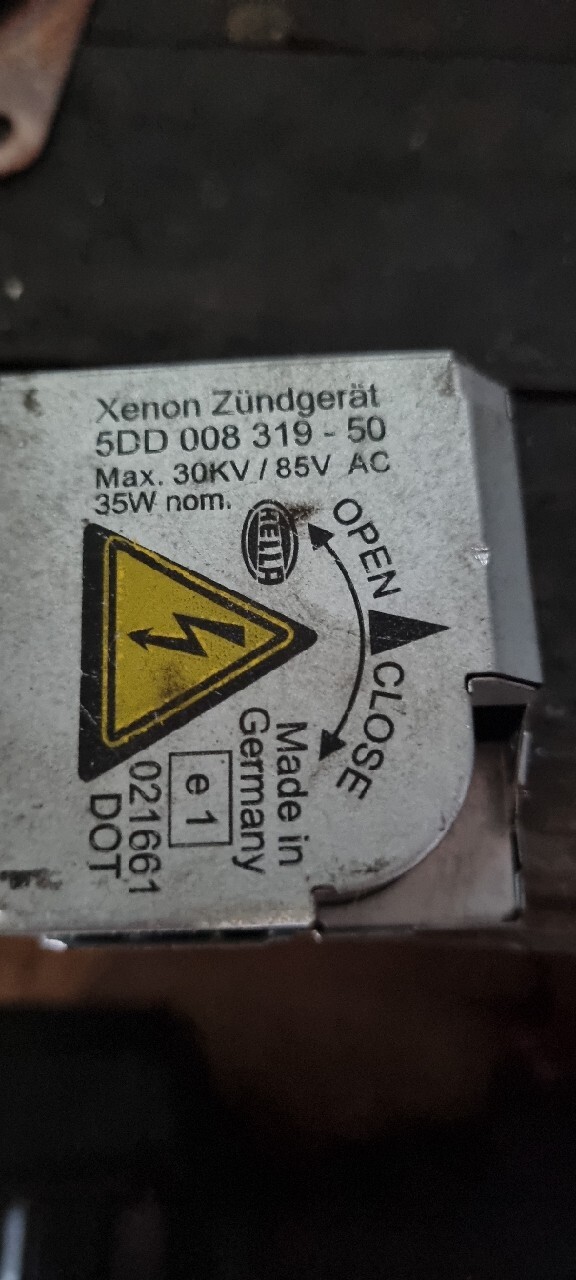 Xenon Zündgerät
5DD 008 319 - 50
Max. 30KV / 85V AC
35W nom.
HELLA
OPEN
CLOSE
Made in
Germany
e 1
021661
DOT